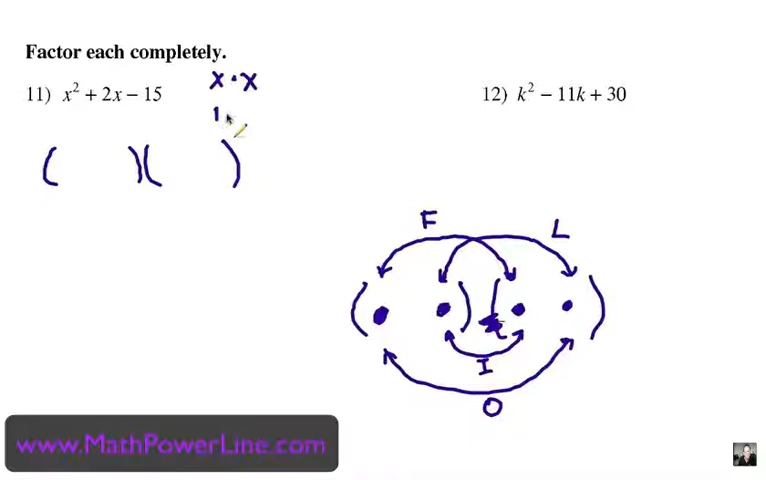 Factor each completely.
x · x
11) x² + 2x − 15
12) k² − 11k + 30
1 ·
( )( )
F
L
( )( )
I
O
www.MathPowerLine.com